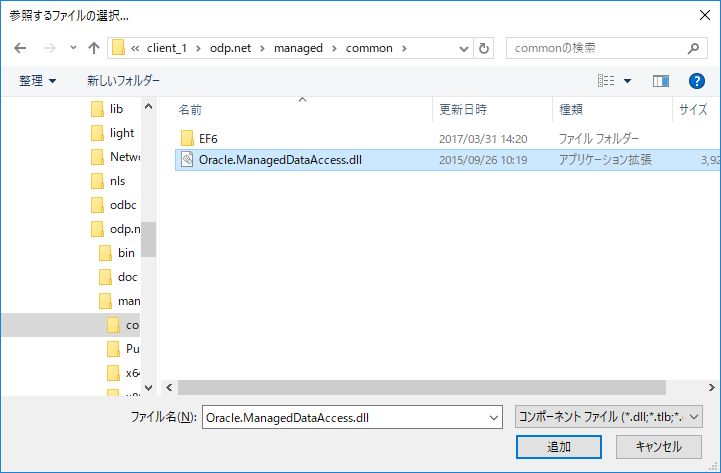 参照するファイルの選択...
« client_1 › odp.net › managed › common ›
commonの検索
整理
新しいフォルダー
名前 更新日時 種類 サイズ
EF6 2017/03/31 14:20 ファイル フォルダー
Oracle.ManagedDataAccess.dll 2015/09/26 10:19 アプリケーション拡張 3,92
lib
light
Netw
nls
odbc
odp.n
bin
doc
man
co
Pu
x64
ファイル名(N): Oracle.ManagedDataAccess.dll
コンポーネント ファイル (*.dll;*.tlb;*.
追加 キャンセル